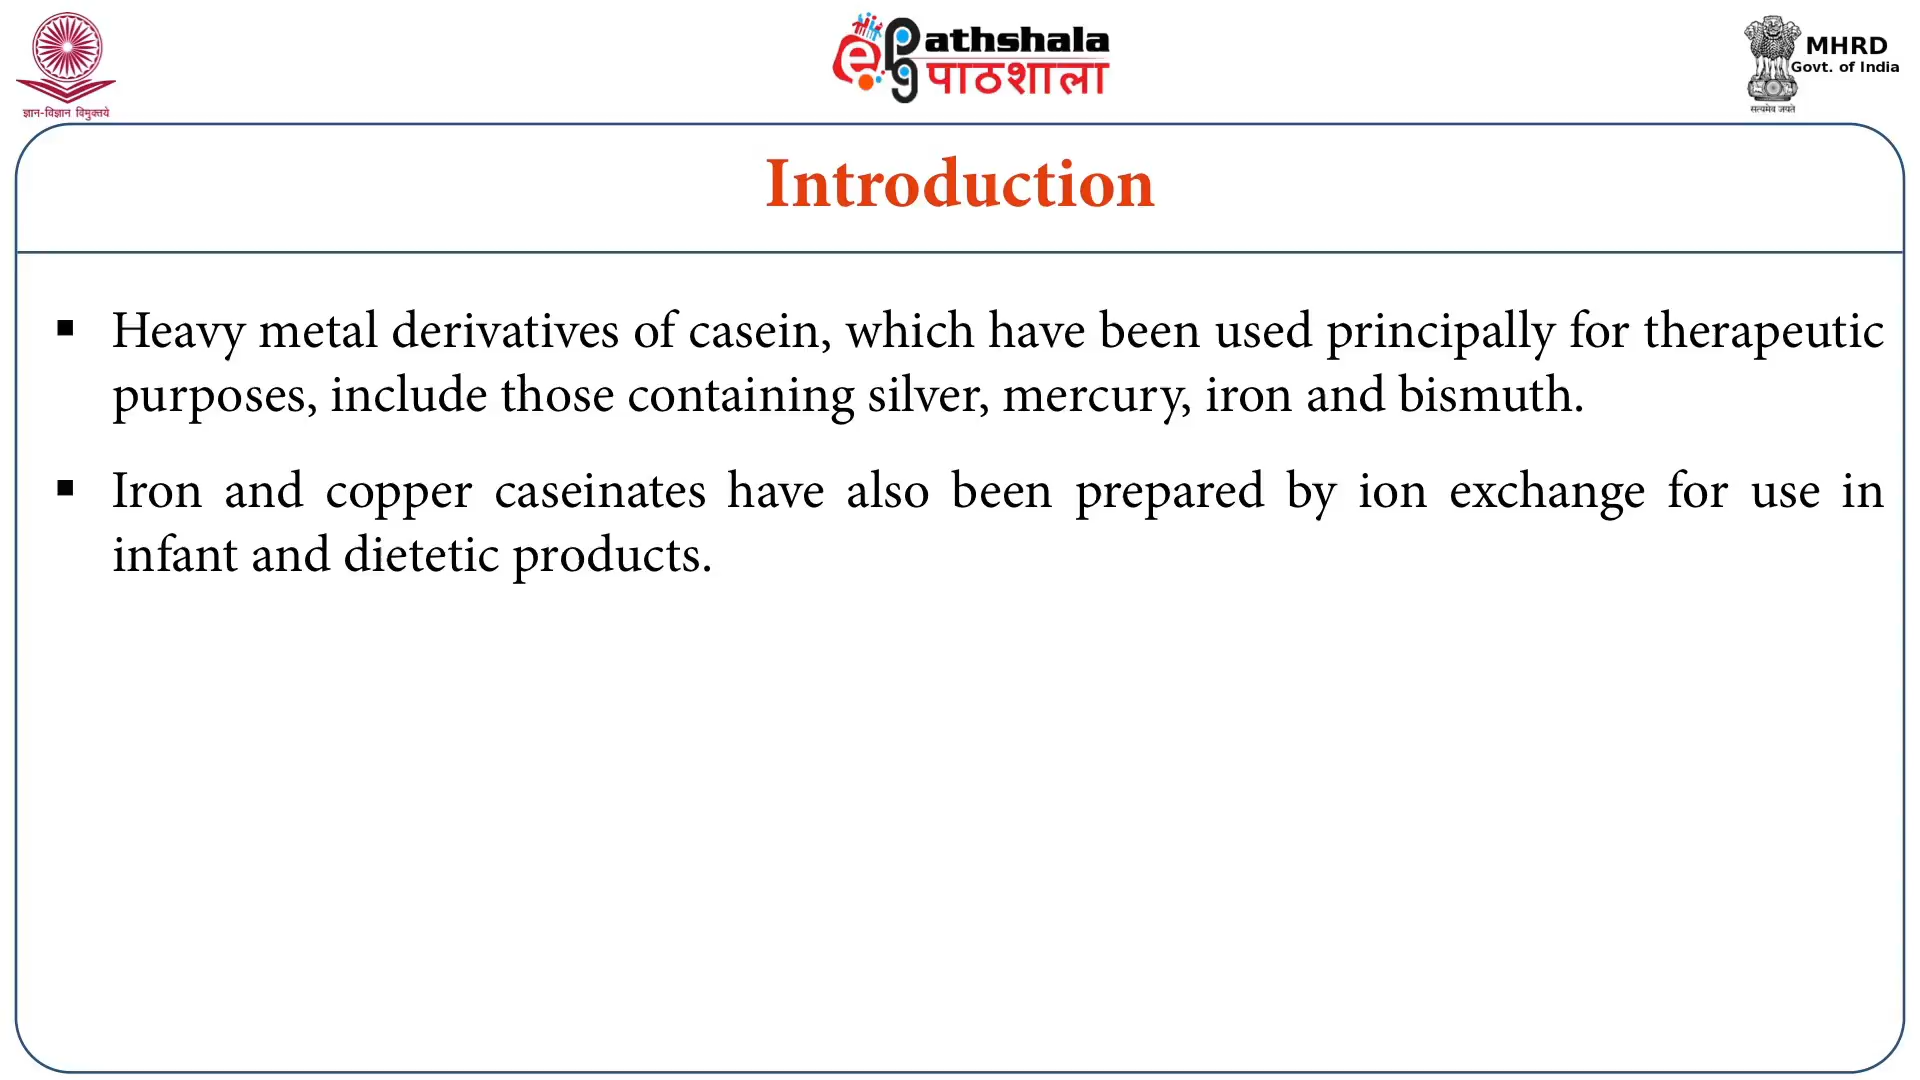 ज्ञान-विज्ञान विमुक्तये
e
PG
Pathshala
पाठशाला
MHRD
Govt. of India
सत्यमेव जयते
Introduction
▪ Heavy metal derivatives of casein, which have been used principally for therapeutic
purposes, include those containing silver, mercury, iron and bismuth.
▪ Iron and copper caseinates have also been prepared by ion exchange for use in
infant and dietetic products.